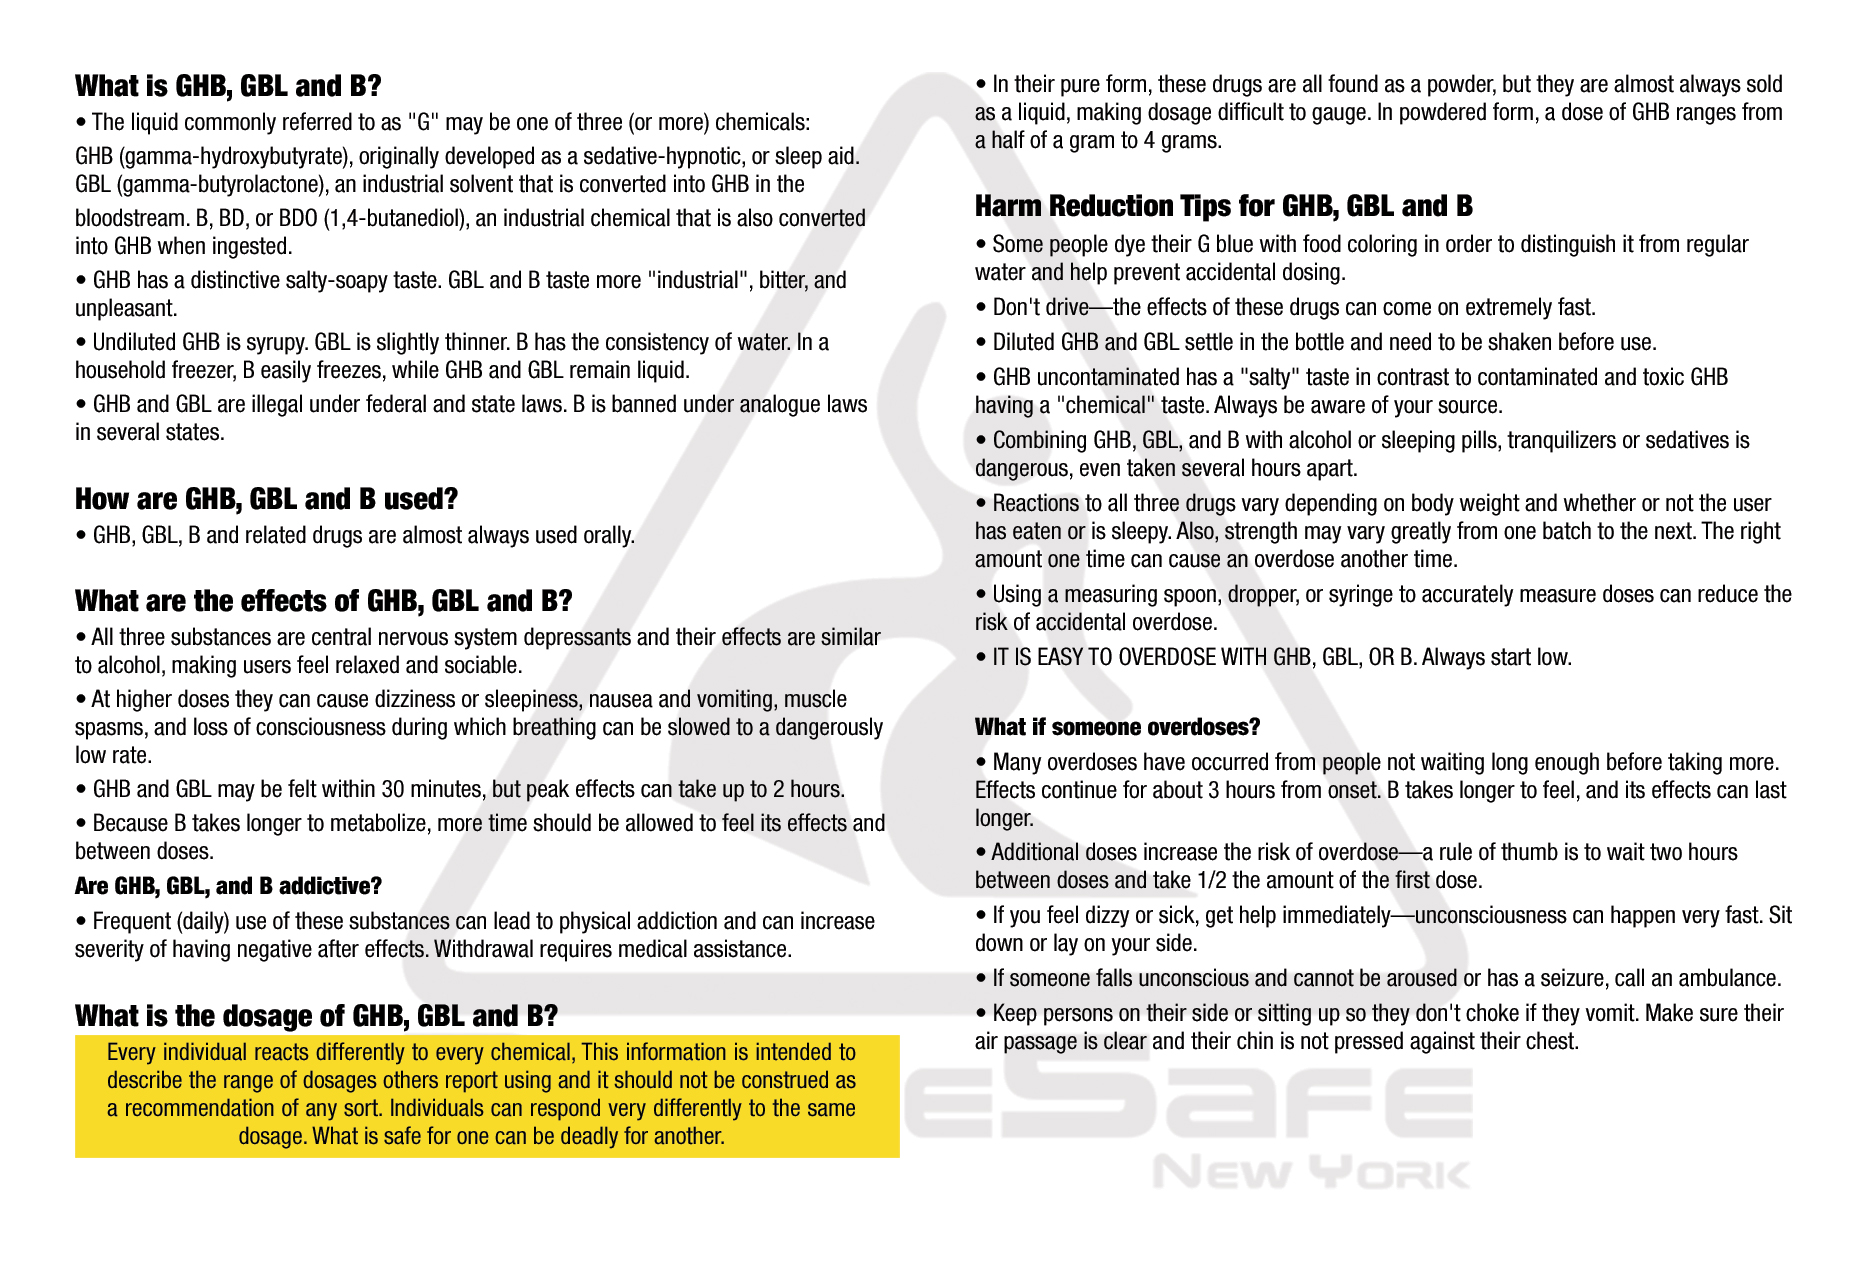 What is GHB, GBL and B?
• The liquid commonly referred to as "G" may be one of three (or more) chemicals:
GHB (gamma-hydroxybutyrate), originally developed as a sedative-hypnotic, or sleep aid.
GBL (gamma-butyrolactone), an industrial solvent that is converted into GHB in the
bloodstream. B, BD, or BDO (1,4-butanediol), an industrial chemical that is also converted
into GHB when ingested.
• GHB has a distinctive salty-soapy taste. GBL and B taste more "industrial", bitter, and
unpleasant.
• Undiluted GHB is syrupy. GBL is slightly thinner. B has the consistency of water. In a
household freezer, B easily freezes, while GHB and GBL remain liquid.
• GHB and GBL are illegal under federal and state laws. B is banned under analogue laws
in several states.
How are GHB, GBL and B used?
• GHB, GBL, B and related drugs are almost always used orally.
What are the effects of GHB, GBL and B?
• All three substances are central nervous system depressants and their effects are similar
to alcohol, making users feel relaxed and sociable.
• At higher doses they can cause dizziness or sleepiness, nausea and vomiting, muscle
spasms, and loss of consciousness during which breathing can be slowed to a dangerously
low rate.
• GHB and GBL may be felt within 30 minutes, but peak effects can take up to 2 hours.
• Because B takes longer to metabolize, more time should be allowed to feel its effects and
between doses.
Are GHB, GBL, and B addictive?
• Frequent (daily) use of these substances can lead to physical addiction and can increase
severity of having negative after effects. Withdrawal requires medical assistance.
What is the dosage of GHB, GBL and B?
Every individual reacts differently to every chemical, This information is intended to
describe the range of dosages others report using and it should not be construed as
a recommendation of any sort. Individuals can respond very differently to the same
dosage. What is safe for one can be deadly for another.
• In their pure form, these drugs are all found as a powder, but they are almost always sold
as a liquid, making dosage difficult to gauge. In powdered form, a dose of GHB ranges from
a half of a gram to 4 grams.
Harm Reduction Tips for GHB, GBL and B
• Some people dye their G blue with food coloring in order to distinguish it from regular
water and help prevent accidental dosing.
• Don't drive—the effects of these drugs can come on extremely fast.
• Diluted GHB and GBL settle in the bottle and need to be shaken before use.
• GHB uncontaminated has a "salty" taste in contrast to contaminated and toxic GHB
having a "chemical" taste. Always be aware of your source.
• Combining GHB, GBL, and B with alcohol or sleeping pills, tranquilizers or sedatives is
dangerous, even taken several hours apart.
• Reactions to all three drugs vary depending on body weight and whether or not the user
has eaten or is sleepy. Also, strength may vary greatly from one batch to the next. The right
amount one time can cause an overdose another time.
• Using a measuring spoon, dropper, or syringe to accurately measure doses can reduce the
risk of accidental overdose.
• IT IS EASY TO OVERDOSE WITH GHB, GBL, OR B. Always start low.
What if someone overdoses?
• Many overdoses have occurred from people not waiting long enough before taking more.
Effects continue for about 3 hours from onset. B takes longer to feel, and its effects can last
longer.
• Additional doses increase the risk of overdose—a rule of thumb is to wait two hours
between doses and take 1/2 the amount of the first dose.
• If you feel dizzy or sick, get help immediately—unconsciousness can happen very fast. Sit
down or lay on your side.
• If someone falls unconscious and cannot be aroused or has a seizure, call an ambulance.
• Keep persons on their side or sitting up so they don't choke if they vomit. Make sure their
air passage is clear and their chin is not pressed against their chest.
eSafe
New York